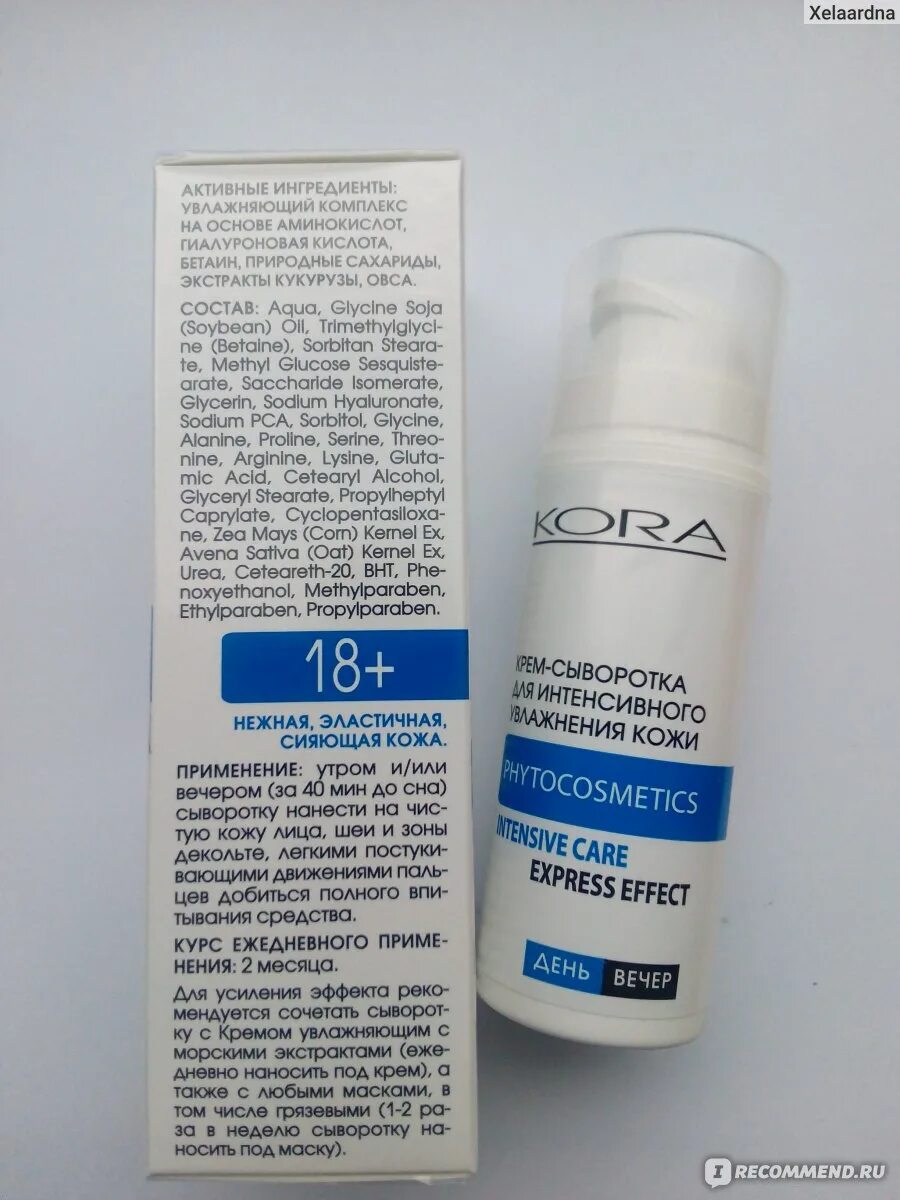 Xelaardna
АКТИВНЫЕ ИНГРЕДИЕНТЫ:
УВЛАЖНЯЮЩИЙ КОМПЛЕКС
НА ОСНОВЕ АМИНОКИСЛОТ,
ГИАЛУРОНОВАЯ КИСЛОТА,
БЕТАИН, ПРИРОДНЫЕ САХАРИДЫ,
ЭКСТРАКТЫ КУКУРУЗЫ, ОВСА.
СОСТАВ: Aqua, Glycine Soja
(Soybean) Oil, Trimethylglyci-
ne (Betaine), Sorbitan Steara-
te, Methyl Glucose Sesquiste-
arate, Saccharide Isomerate,
Glycerin, Sodium Hyaluronate,
Sodium PCA, Sorbitol, Glycine,
Alanine, Proline, Serine, Threo-
nine, Arginine, Lysine, Gluta-
mic Acid, Cetearyl Alcohol,
Glyceryl Stearate, Propylheptyl
Caprylate, Cyclopentasiloxa-
ne, Zea Mays (Corn) Kernel Ex,
Avena Sativa (Oat) Kernel Ex,
Urea, Ceteareth-20, BHT, Phe-
noxyethanol, Methylparaben,
Ethylparaben, Propylparaben.
18+
НЕЖНАЯ, ЭЛАСТИЧНАЯ,
СИЯЮЩАЯ КОЖА.
ПРИМЕНЕНИЕ: утром и/или
вечером (за 40 мин до сна)
сыворотку нанести на чис-
тую кожу лица, шеи и зоны
декольте, легкими постуки-
вающими движениями паль-
цев добиться полного впи-
тывания средства.
КУРС ЕЖЕДНЕВНОГО ПРИМЕ-
НЕНИЯ: 2 месяца.
Для усиления эффекта реко-
мендуется сочетать сыворот-
ку с Кремом увлажняющим с
морскими экстрактами (еже-
дневно наносить под крем), а
также с любыми масками, в
том числе грязевыми (1-2 ра-
за в неделю сыворотку на-
носить под маску).
KORA
КРЕМ-СЫВОРОТКА
ДЛЯ ИНТЕНСИВНОГО
УВЛАЖНЕНИЯ КОЖИ
PHYTOCOSMETICS
INTENSIVE CARE
EXPRESS EFFECT
ДЕНЬ ВЕЧЕР
IRECOMMEND.RU